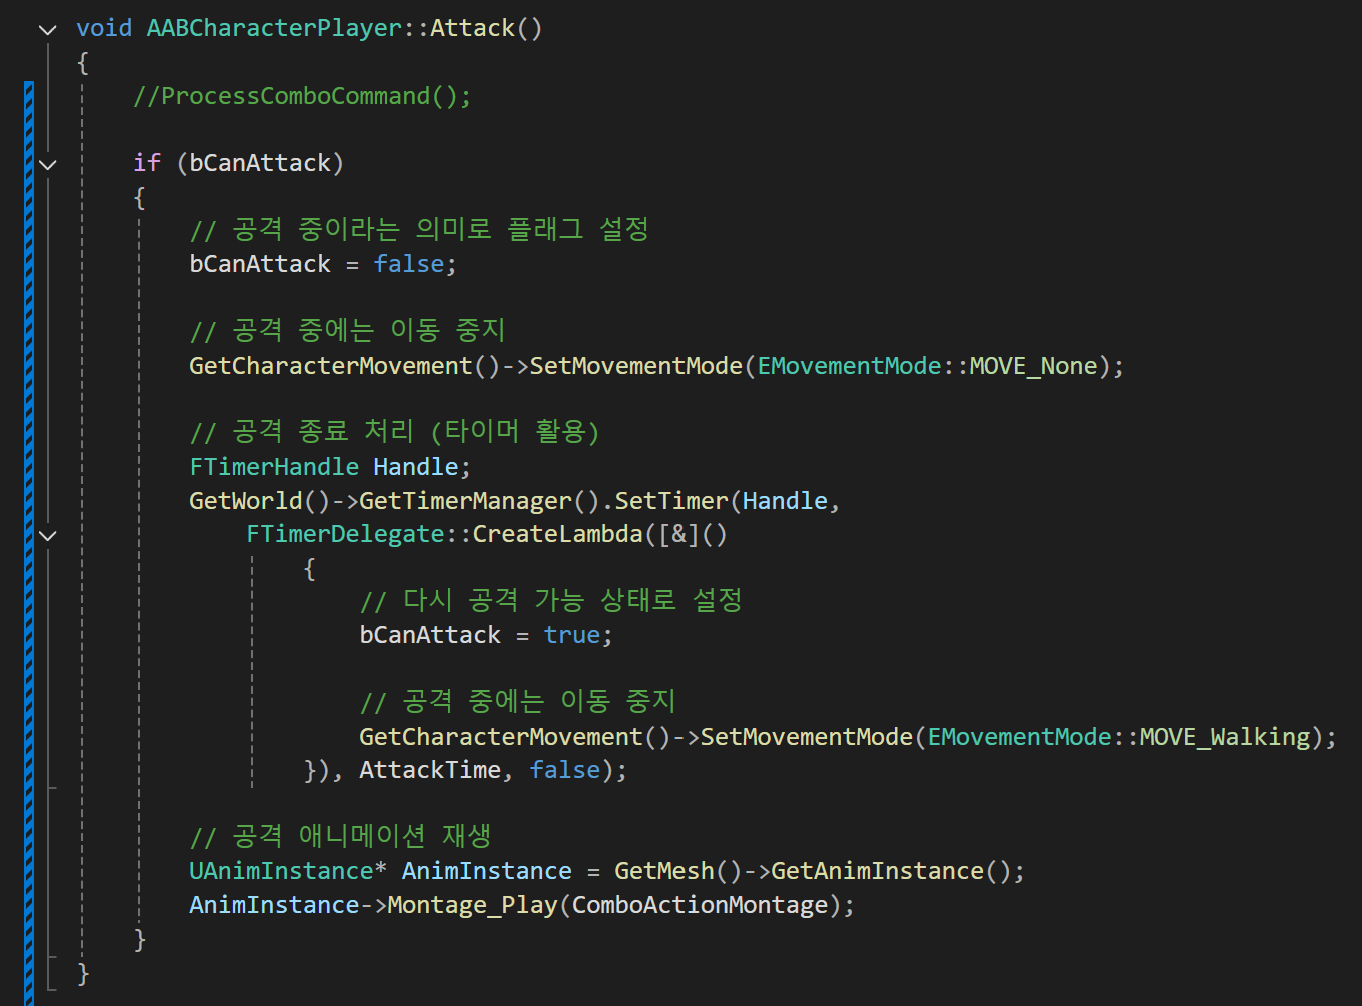 void AABCharacterPlayer::Attack()
{
//ProcessComboCommand();
if (bCanAttack)
{
// 공격 중이라는 의미로 플래그 설정
bCanAttack = false;
// 공격 중에는 이동 중지
GetCharacterMovement()->SetMovementMode(EMovementMode::MOVE_None);
// 공격 종료 처리 (타이머 활용)
FTimerHandle Handle;
GetWorld()->GetTimerManager().SetTimer(Handle,
FTimerDelegate::CreateLambda([&]()
{
// 다시 공격 가능 상태로 설정
bCanAttack = true;
// 공격 중에는 이동 중지
GetCharacterMovement()->SetMovementMode(EMovementMode::MOVE_Walking);
}), AttackTime, false);
// 공격 애니메이션 재생
UAnimInstance* AnimInstance = GetMesh()->GetAnimInstance();
AnimInstance->Montage_Play(ComboActionMontage);
}
}